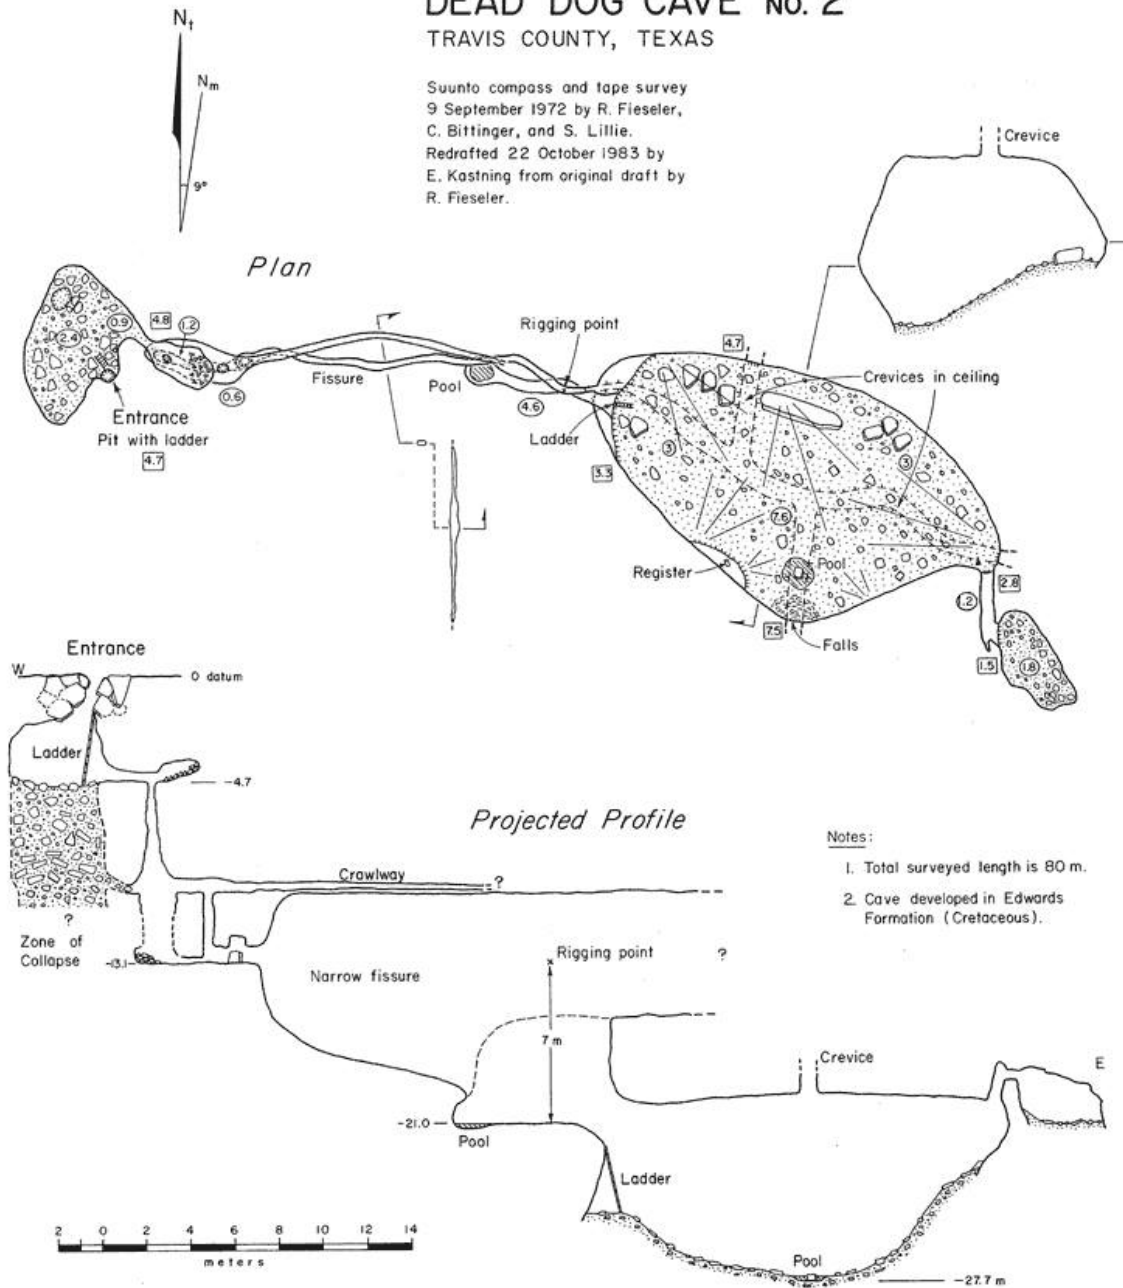 DEAD DOG CAVE No. 2
TRAVIS COUNTY, TEXAS
Nt
Nm
9°
Suunto compass and tape survey
9 September 1972 by R. Fieseler,
C. Bittinger, and S. Lillie.
Redrafted 22 October 1983 by
E. Kastning from original draft by
R. Fieseler.
Crevice
Plan
0.9
4.8
1.2
2.4
0.6
Entrance
Pit with ladder
4.7
Fissure
Pool
4.6
Rigging point
Ladder
3.3
4.7
Crevices in ceiling
3
3
7.6
Pool
Register
7.5
Falls
2.8
1.2
1.5
1.8
Entrance
W
0 datum
Ladder
-4.7
Projected Profile
Notes:
1. Total surveyed length is 80 m.
2. Cave developed in Edwards
Formation (Cretaceous).
Crawlway
?
?
Zone of
Collapse
-13.1
Narrow fissure
Rigging point
?
7 m
Crevice
E
-21.0
Pool
Ladder
Pool
-27.7 m
2 0 2 4 6 8 10 12 14
meters